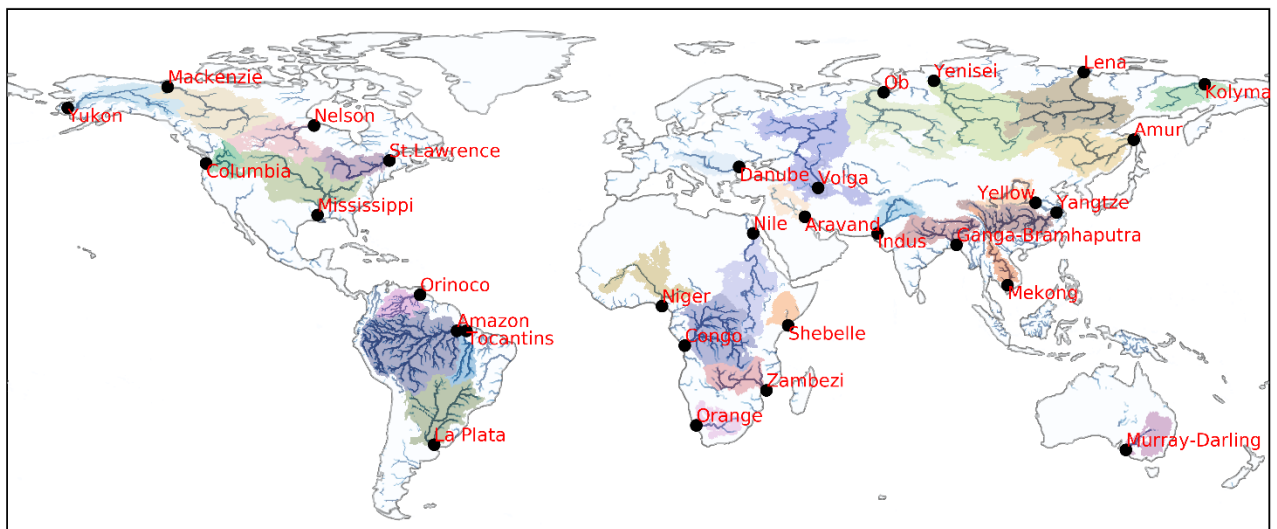 Lena
Mackenzie
Yenisei
Ob
Kolyma
Yukon
Nelson
Amur
St.Lawrence
Columbia
Danube
Volga
Mississippi
Yellow
Yangtze
Nile
Aravand
Indus
Ganga-Bramhaputra
Orinoco
Niger
Mekong
Amazon
Tocantins
Congo
Shebelle
Zambezi
Orange
La Plata
Murray-Darling